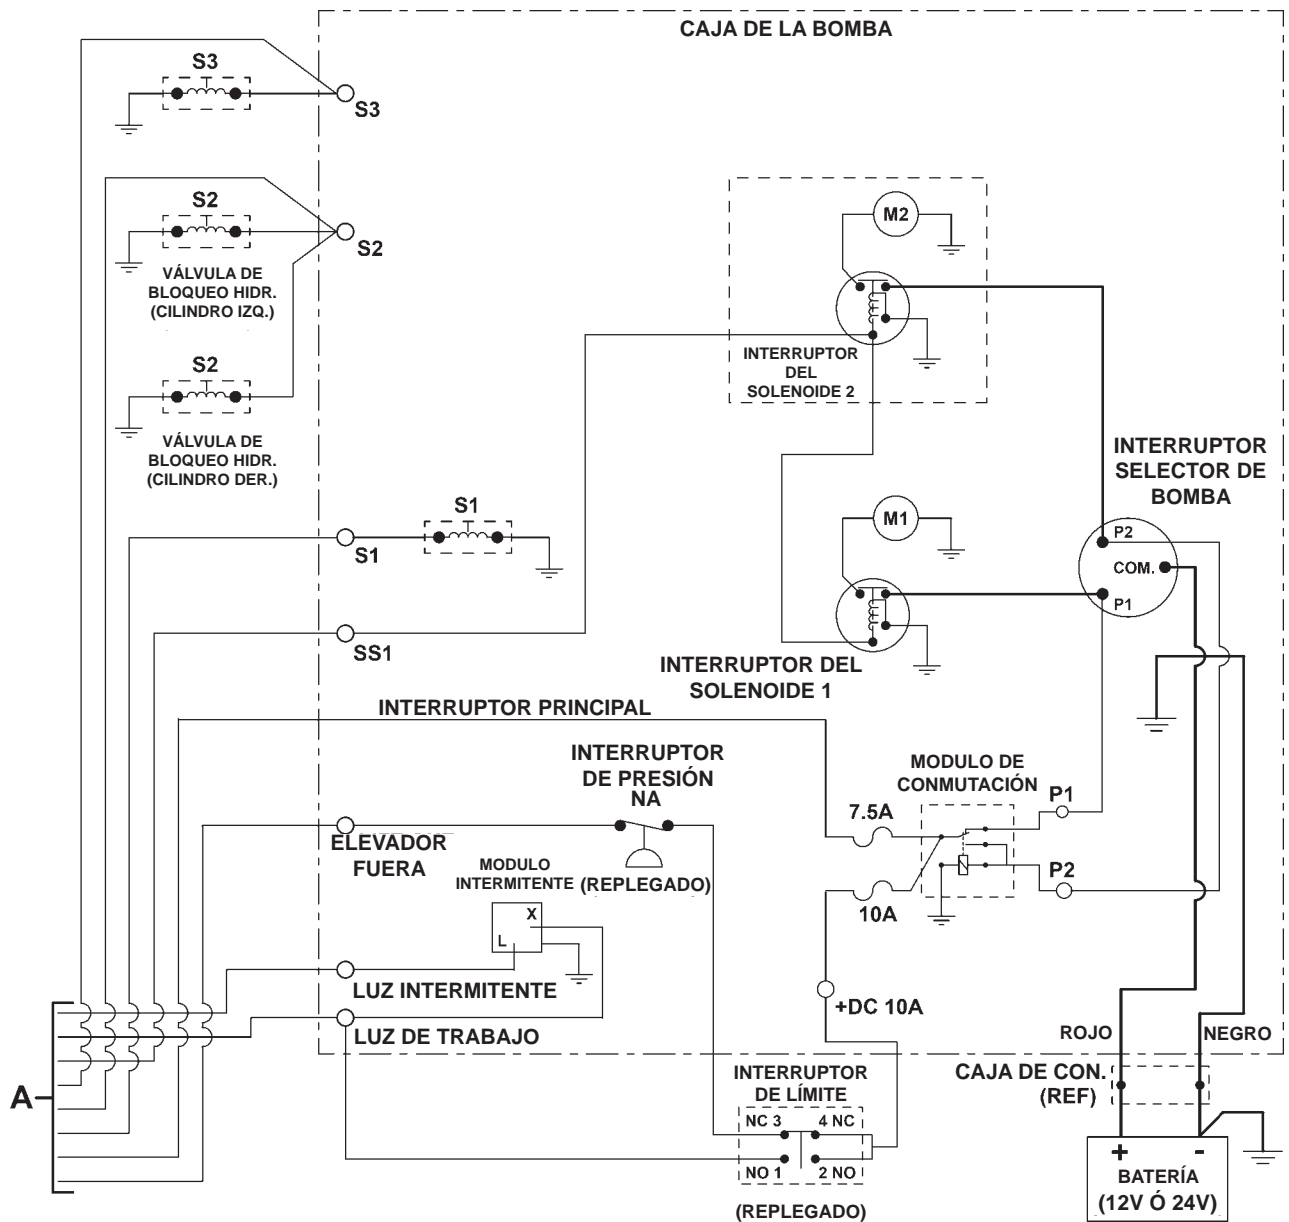 CAJA DE LA BOMBA
S3
S3
S2
S2
VÁLVULA DE
BLOQUEO HIDR.
(CILINDRO IZQ.)
S2
VÁLVULA DE
BLOQUEO HIDR.
(CILINDRO DER.)
M2
INTERRUPTOR
DEL
SOLENOIDE 2
INTERRUPTOR
SELECTOR DE
BOMBA
P2
COM.
P1
S1
S1
M1
SS1
INTERRUPTOR DEL
SOLENOIDE 1
INTERRUPTOR PRINCIPAL
INTERRUPTOR
DE PRESIÓN
NA
(REPLEGADO)
MODULO DE
CONMUTACIÓN
7.5A
10A
P1
P2
ELEVADOR
FUERA
MODULO
INTERMITENTE
X
L
LUZ INTERMITENTE
LUZ DE TRABAJO
+DC 10A
ROJO
NEGRO
A
INTERRUPTOR
DE LÍMITE
NC 3
4 NC
NO 1
2 NO
(REPLEGADO)
CAJA DE CON.
(REF)
+
-
BATERÍA
(12V Ó 24V)